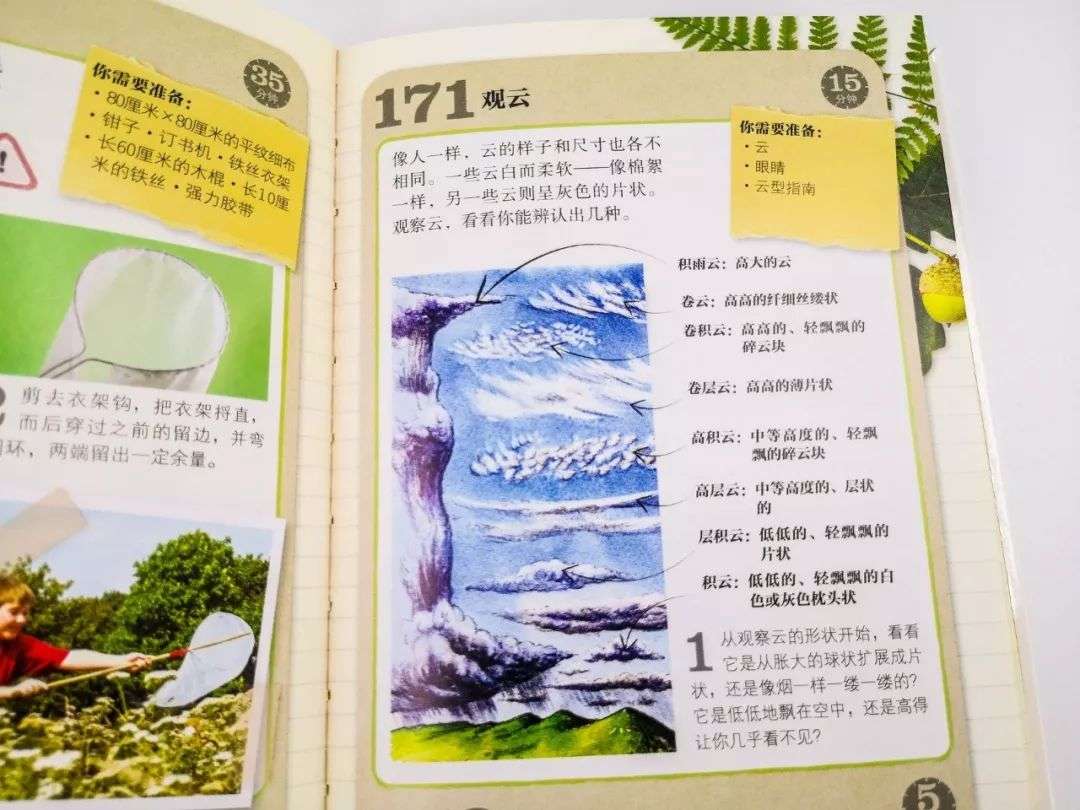 35
分钟
你需要准备：
· 80厘米×80厘米的平纹细布
· 钳子 · 订书机 · 铁丝衣架
· 长60厘米的木棍 · 长10厘
米的铁丝 · 强力胶带
!
剪去衣架钩，把衣架捋直，
而后穿过之前的留边，并弯
环，两端留出一定余量。
171 观云
15
分钟
像人一样，云的样子和尺寸也各不
相同。一些云白而柔软——像棉絮
一样，另一些云则呈灰色的片状。
观察云，看看你能辨认出几种。
你需要准备：
· 云
· 眼睛
· 云型指南
积雨云：高大的云
卷云：高高的纤细丝缕状
卷积云：高高的、轻飘飘的
碎云块
卷层云：高高的薄片状
高积云：中等高度的、轻飘
飘的碎云块
高层云：中等高度的、层状
的
层积云：低低的、轻飘飘的
片状
积云：低低的、轻飘飘的白
色或灰色枕头状
1 从观察云的形状开始，看看
它是从胀大的球状扩展成片
状，还是像烟一样一缕一缕的？
它是低低地飘在空中，还是高得
让你几乎看不见？
5